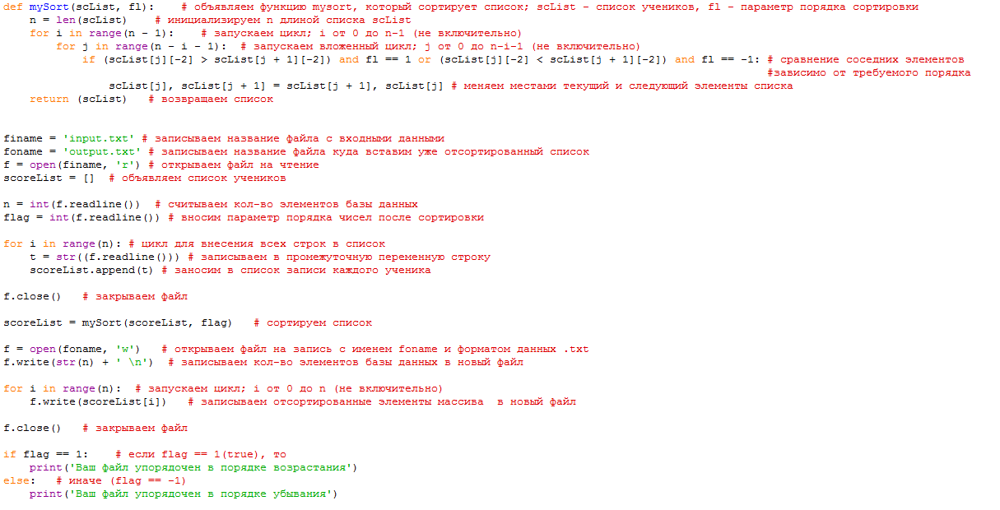 def mySort(scList, fl):    # объявляем функцию mysort, который сортирует список; scList - список учеников, fl - параметр порядка сортировки
    n = len(scList)   # инициализируем n длиной списка scList
    for i in range(n - 1):    # запускаем цикл; i от 0 до n-1 (не включительно)
        for j in range(n - i - 1):  # запускаем вложенный цикл; j от 0 до n-i-1 (не включительно)
            if (scList[j][-2] > scList[j + 1][-2]) and fl == 1 or (scList[j][-2] < scList[j + 1][-2]) and fl == -1: # сравнение соседних элементов
                                                                                                                    #зависимо от требуемого порядка
                scList[j], scList[j + 1] = scList[j + 1], scList[j] # меняем местами текущий и следующий элементы списка
    return (scList)   # возвращаем список
finame = 'input.txt' # записываем название файла с входными данными
foname = 'output.txt' # записываем название файла куда вставим уже отсортированный список
f = open(finame, 'r') # открываем файл на чтение
scoreList = []  # объявляем список учеников
n = int(f.readline())  # считываем кол-во элементов базы данных
flag = int(f.readline()) # вносим параметр порядка чисел после сортировки
for i in range(n): # цикл для внесения всех строк в список
    t = str((f.readline())) # записываем в промежуточную переменную строку
    scoreList.append(t) # заносим в список записи каждого ученика
f.close()   # закрываем файл
scoreList = mySort(scoreList, flag)   # сортируем список
f = open(foname, 'w')   # открываем файл на запись с именем foname и форматом данных .txt
f.write(str(n) + ' \n')  # записываем кол-во элементов базы данных в новый файл
for i in range(n):  # запускаем цикл; i от 0 до n (не включительно)
    f.write(scoreList[i])   # записываем отсортированные элементы массива  в новый файл
f.close()   # закрываем файл
if flag == 1:    # если flag == 1(true), то
    print('Ваш файл упорядочен в порядке возрастания')
else:   # иначе (flag == -1)
    print('Ваш файл упорядочен в порядке убывания')